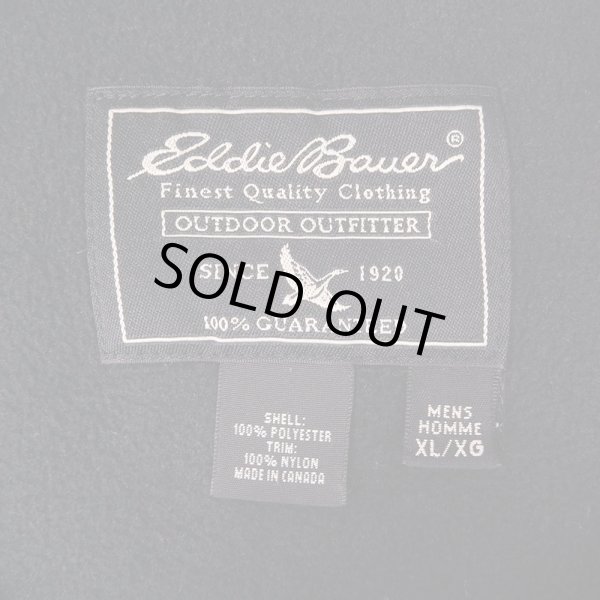 Eddie Bauer ®
Finest Quality Clothing
OUTDOOR OUTFITTER
SINCE 1920
SOLD OUT
100% GUARANTEED
SHELL:
100% POLYESTER
TRIM:
100% NYLON
MADE IN CANADA
MENS
HOMME
XL/XG